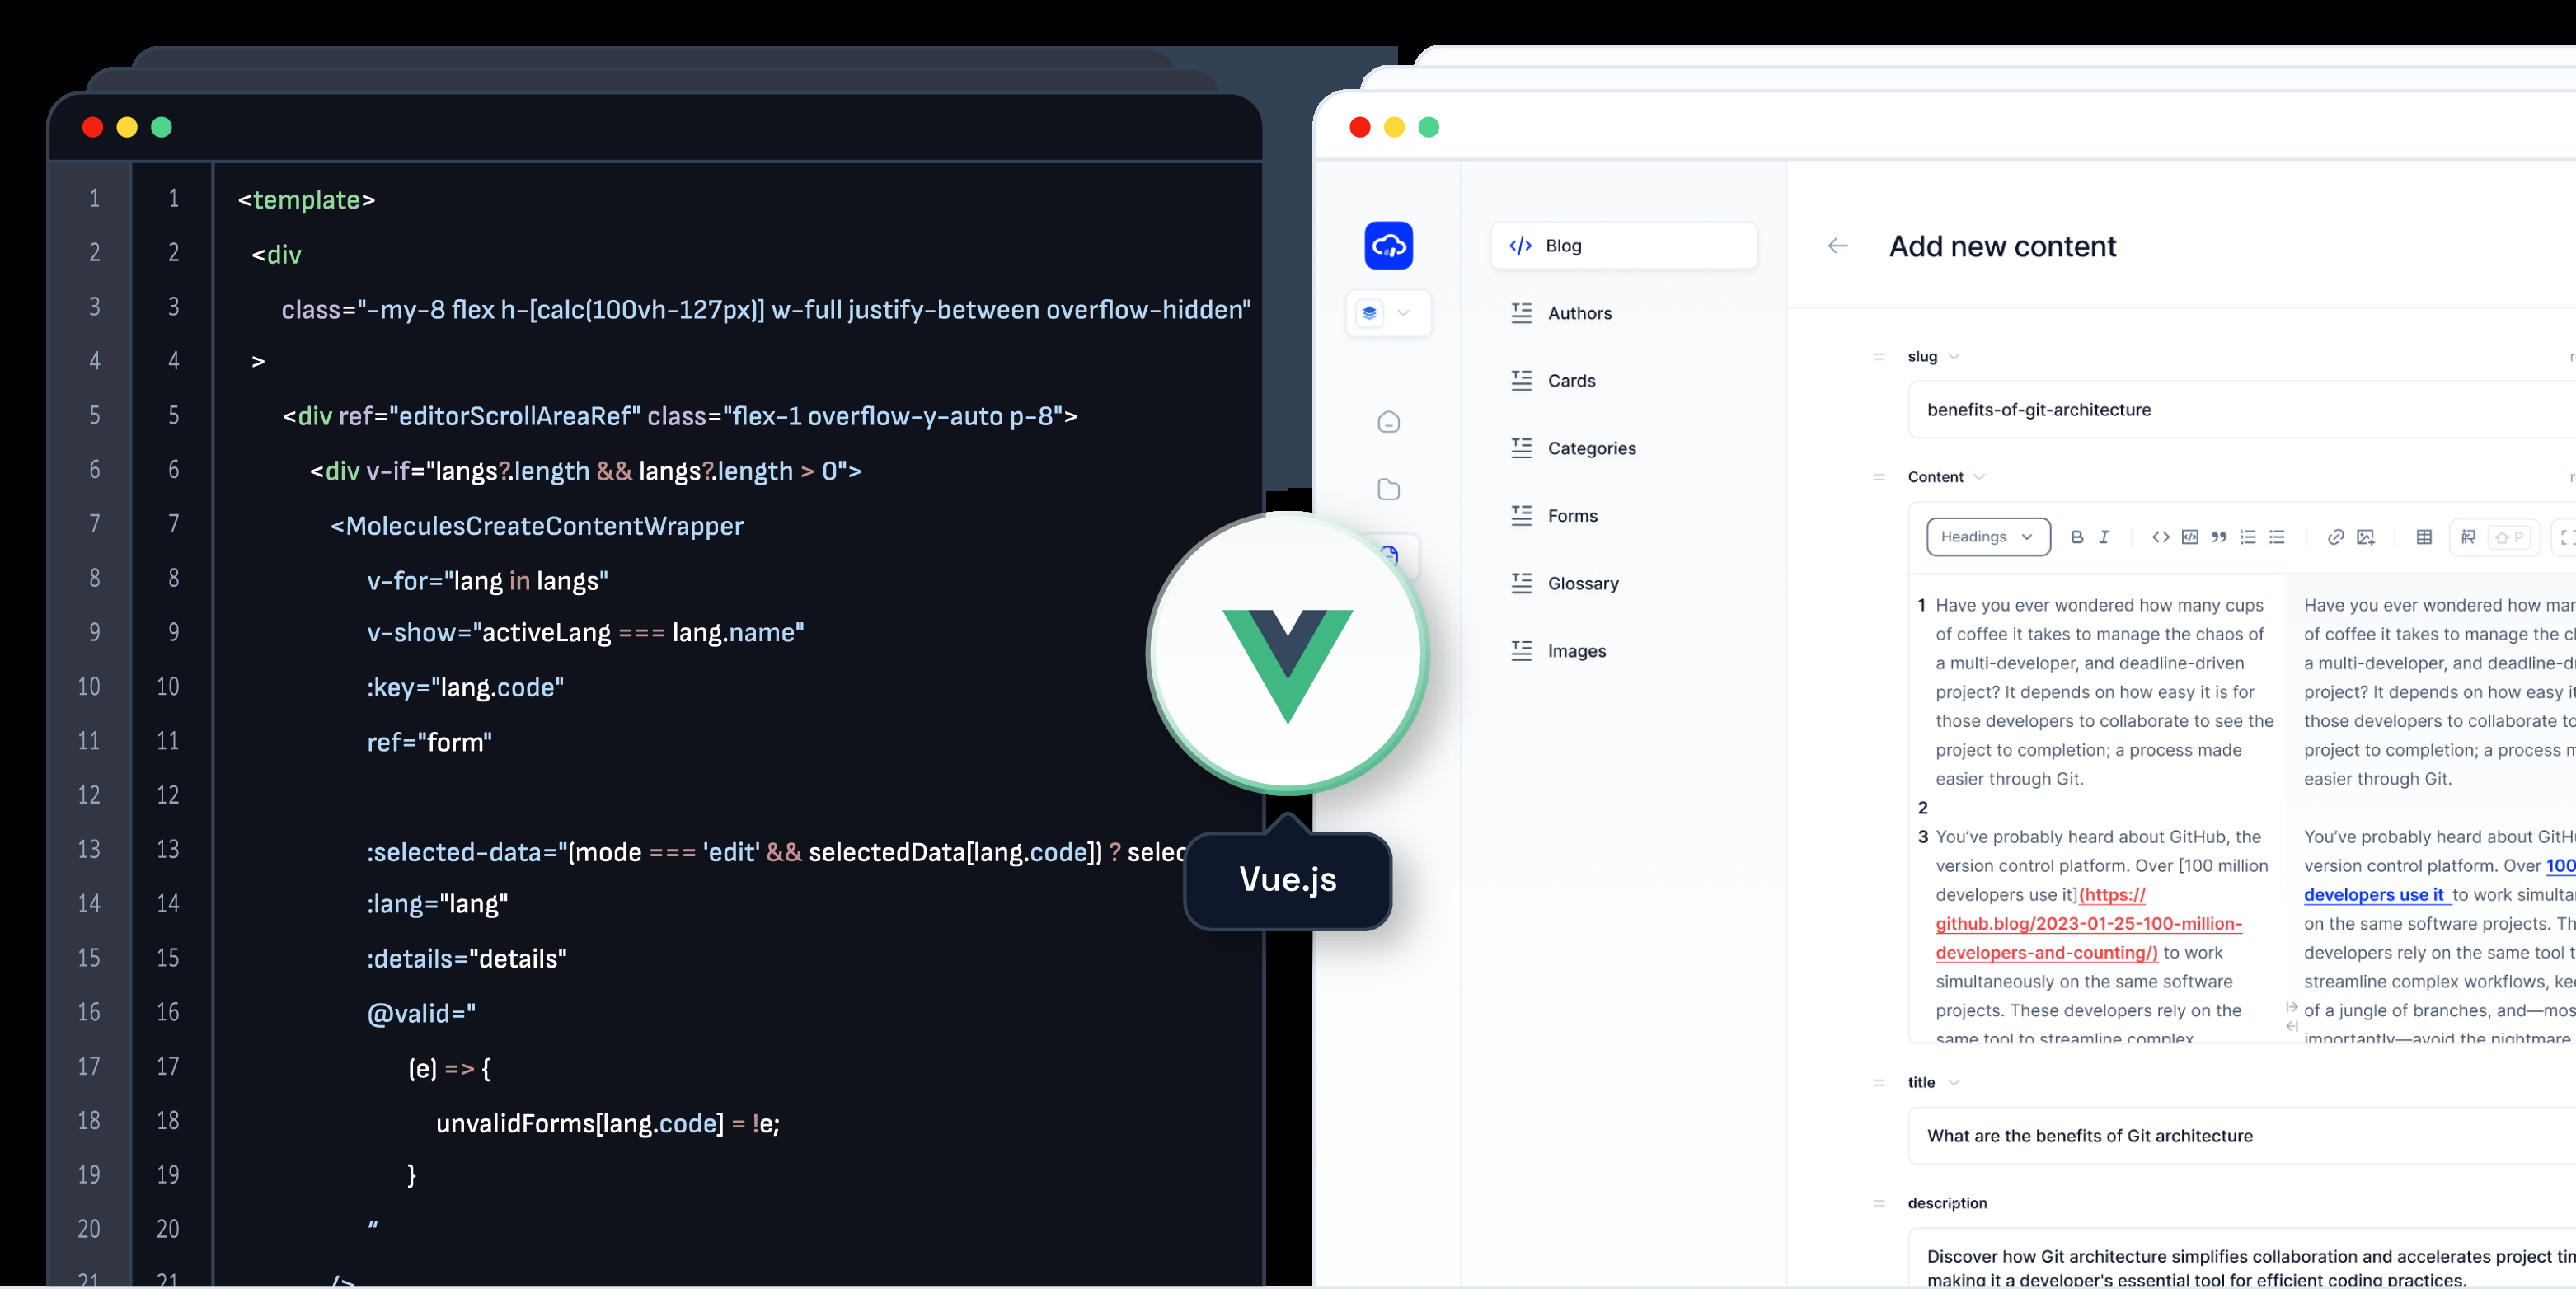 1 1 <template>
2 2 <div
3 3 class="-my-8 flex h-[calc(100vh-127px)] w-full justify-between overflow-hidden"
4 4 >
5 5 <div ref="editorScrollAreaRef" class="flex-1 overflow-y-auto p-8">
6 6 <div v-if="langs?.length && langs?.length > 0">
7 7 <MoleculesCreateContentWrapper
8 8 v-for="lang in langs"
9 9 v-show="activeLang === lang.name"
10 10 :key="lang.code"
11 11 ref="form"
12 12
13 13 :selected-data="(mode === 'edit' && selectedData[lang.code]) ? selec
14 14 :lang="lang"
15 15 :details="details"
16 16 @valid="
17 17 (e) => {
18 18 unvalidForms[lang.code] = !e;
19 19 }
20 20 “
21 21 />
Vue.js
Blog
Authors
Cards
Categories
Forms
Glossary
Images
Add new content
slug
benefits-of-git-architecture
Content
Headings B I P
1 Have you ever wondered how many cups
of coffee it takes to manage the chaos of
a multi-developer, and deadline-driven
project? It depends on how easy it is for
those developers to collaborate to see the
project to completion; a process made
easier through Git.
2
3 You’ve probably heard about GitHub, the
version control platform. Over [100 million
developers use it](https://
github.blog/2023-01-25-100-million-
developers-and-counting/) to work
simultaneously on the same software
projects. These developers rely on the
same tool to streamline complex
Have you ever wondered how
of coffee it takes to manage the
a multi-developer, and
project? It depends on how easy
those developers to collaborate
project to completion; a process
easier through Git.
You’ve probably heard about
version control platform. Over 100
developers use it to work
on the same software projects.
developers rely on the same tool
streamline complex workflows,
of a jungle of branches, and—
importantly—avoid the nightmare
title
What are the benefits of Git architecture
description
Discover how Git architecture simplifies collaboration and accelerates project
making it a developer's essential tool for efficient coding practices.